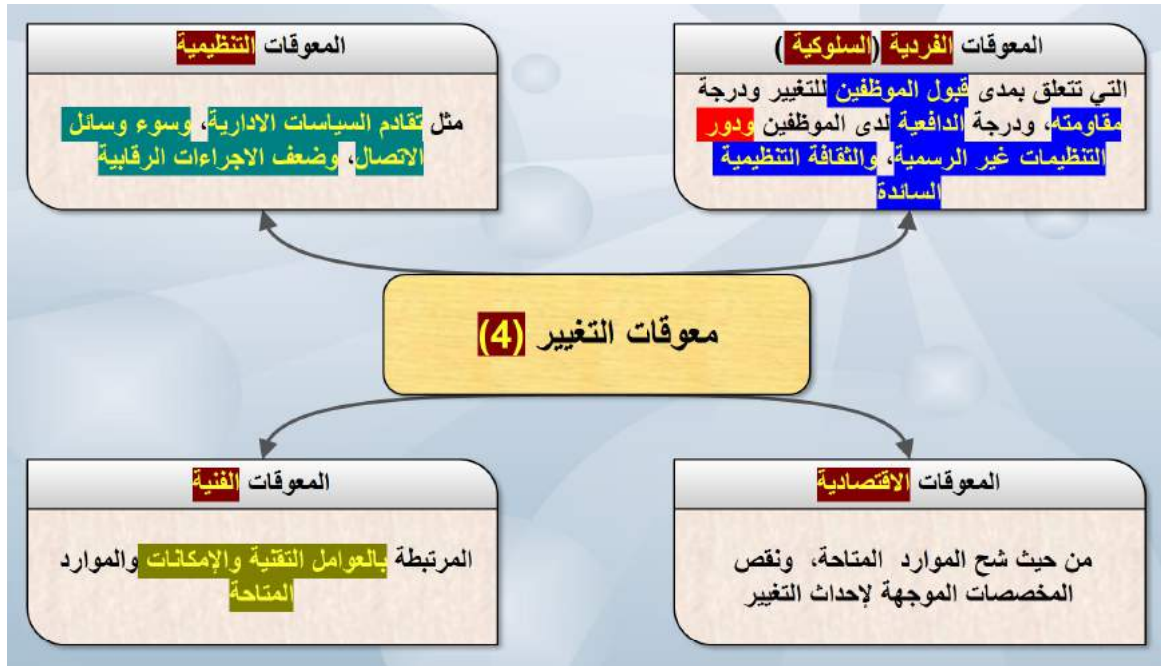 المعوقات الفردية (السلوكية )
التي تتعلق بمدى قبول الموظفين للتغيير ودرجة
مقاومته، ودرجة الدافعية لدى الموظفين ودور
التنظيمات غير الرسمية، والثقافة التنظيمية
السائدة
المعوقات التنظيمية
مثل تقادم السياسات الادارية، وسوء وسائل
الاتصال، وضعف الاجراءات الرقابية
معوقات التغيير (4)
المعوقات الاقتصادية
من حيث شح الموارد المتاحة، ونقص
المخصصات الموجهة لإحداث التغيير
المعوقات الفنية
المرتبطة بالعوامل التقنية والإمكانات والموارد
المتاحة